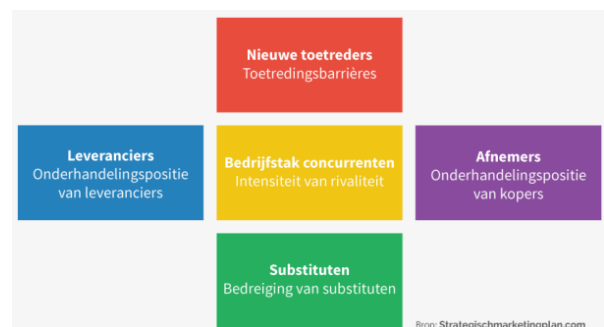 Nieuwe toetreders
Toetredingsbarrières
Leveranciers
Onderhandelingspositie
van leveranciers
Bedrijfstak concurrenten
Intensiteit van rivaliteit
Afnemers
Onderhandelingspositie
van kopers
Substituten
Bedreiging van substituten
Bron: Strategischmarketingplan.com